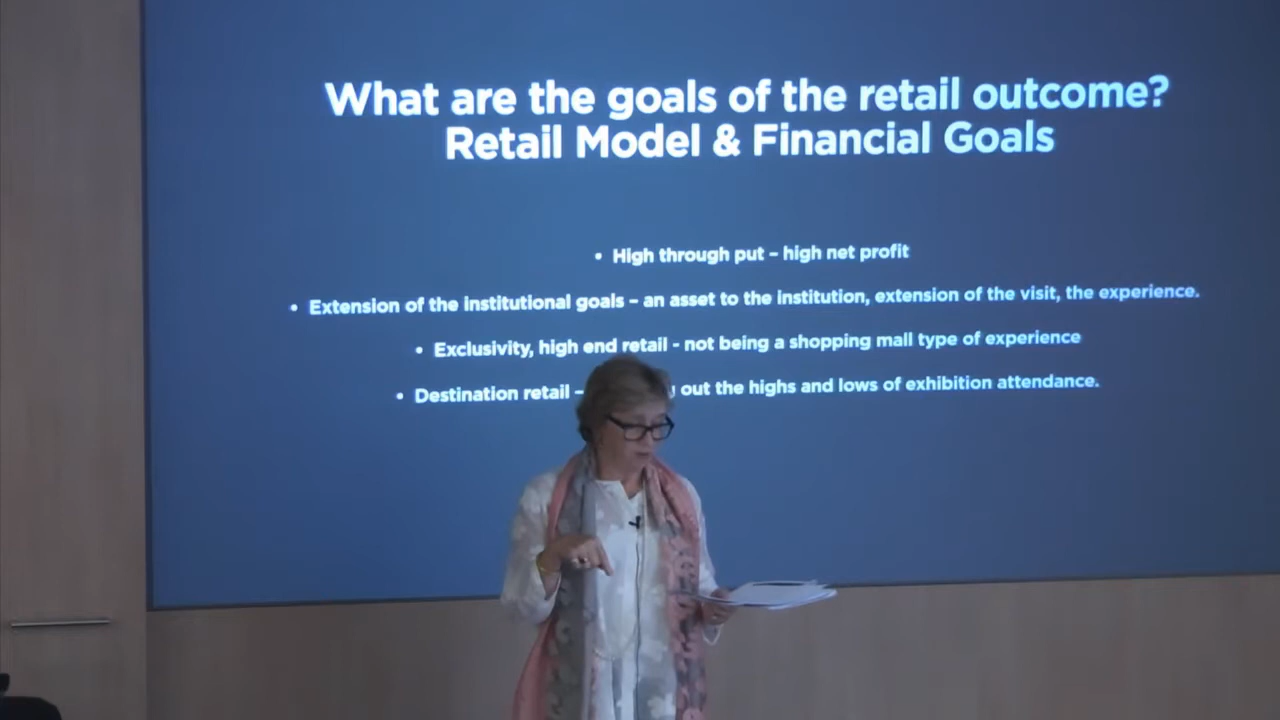 What are the goals of the retail outcome?
Retail Model & Financial Goals
• High through put – high net profit
• Extension of the institutional goals – an asset to the institution, extension of the visit, the experience.
• Exclusivity, high end retail - not being a shopping mall type of experience
• Destination retail – out the highs and lows of exhibition attendance.